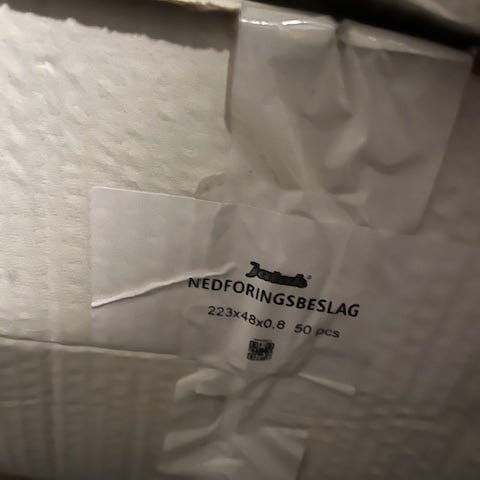 NEDFORINGSBESLAG
223x48x0,8 50 pcs